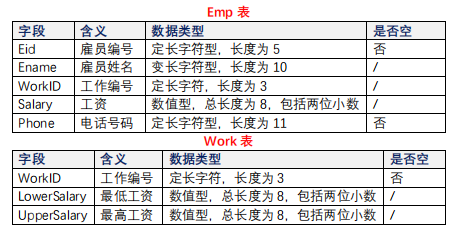 Emp 表
字段 含义 数据类型 是否空
Eid 雇员编号 定长字符型，长度为 5 否
Ename 雇员姓名 变长字符型，长度为 10 /
WorkID 工作编号 定长字符，长度为 3 /
Salary 工资 数值型，总长度为 8，包括两位小数 /
Phone 电话号码 定长字符型，长度为 11 否
Work 表
字段 含义 数据类型 是否空
WorkID 工作编号 定长字符，长度为 3 否
LowerSalary 最低工资 数值型，总长度为 8，包括两位小数 /
UpperSalary 最高工资 数值型，总长度为 8，包括两位小数 /